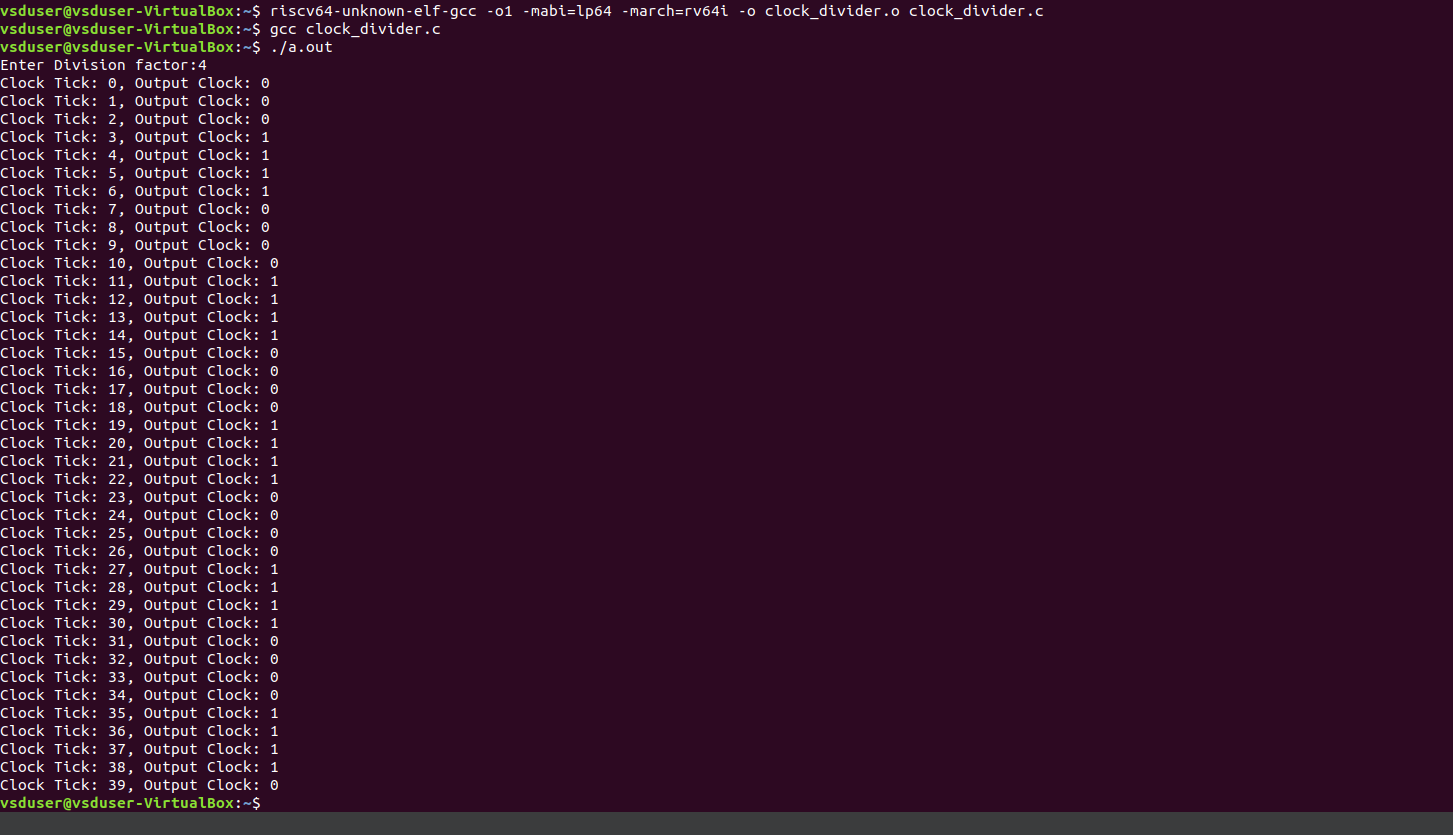 vsduser@vsduser-VirtualBox:~$ riscv64-unknown-elf-gcc -o1 -mabi=lp64 -march=rv64i -o clock_divider.o clock_divider.c
vsduser@vsduser-VirtualBox:~$ gcc clock_divider.c
vsduser@vsduser-VirtualBox:~$ ./a.out
Enter Division factor:4
Clock Tick: 0, Output Clock: 0
Clock Tick: 1, Output Clock: 0
Clock Tick: 2, Output Clock: 0
Clock Tick: 3, Output Clock: 1
Clock Tick: 4, Output Clock: 1
Clock Tick: 5, Output Clock: 1
Clock Tick: 6, Output Clock: 1
Clock Tick: 7, Output Clock: 0
Clock Tick: 8, Output Clock: 0
Clock Tick: 9, Output Clock: 0
Clock Tick: 10, Output Clock: 0
Clock Tick: 11, Output Clock: 1
Clock Tick: 12, Output Clock: 1
Clock Tick: 13, Output Clock: 1
Clock Tick: 14, Output Clock: 1
Clock Tick: 15, Output Clock: 0
Clock Tick: 16, Output Clock: 0
Clock Tick: 17, Output Clock: 0
Clock Tick: 18, Output Clock: 0
Clock Tick: 19, Output Clock: 1
Clock Tick: 20, Output Clock: 1
Clock Tick: 21, Output Clock: 1
Clock Tick: 22, Output Clock: 1
Clock Tick: 23, Output Clock: 0
Clock Tick: 24, Output Clock: 0
Clock Tick: 25, Output Clock: 0
Clock Tick: 26, Output Clock: 0
Clock Tick: 27, Output Clock: 1
Clock Tick: 28, Output Clock: 1
Clock Tick: 29, Output Clock: 1
Clock Tick: 30, Output Clock: 1
Clock Tick: 31, Output Clock: 0
Clock Tick: 32, Output Clock: 0
Clock Tick: 33, Output Clock: 0
Clock Tick: 34, Output Clock: 0
Clock Tick: 35, Output Clock: 1
Clock Tick: 36, Output Clock: 1
Clock Tick: 37, Output Clock: 1
Clock Tick: 38, Output Clock: 1
Clock Tick: 39, Output Clock: 0
vsduser@vsduser-VirtualBox:~$